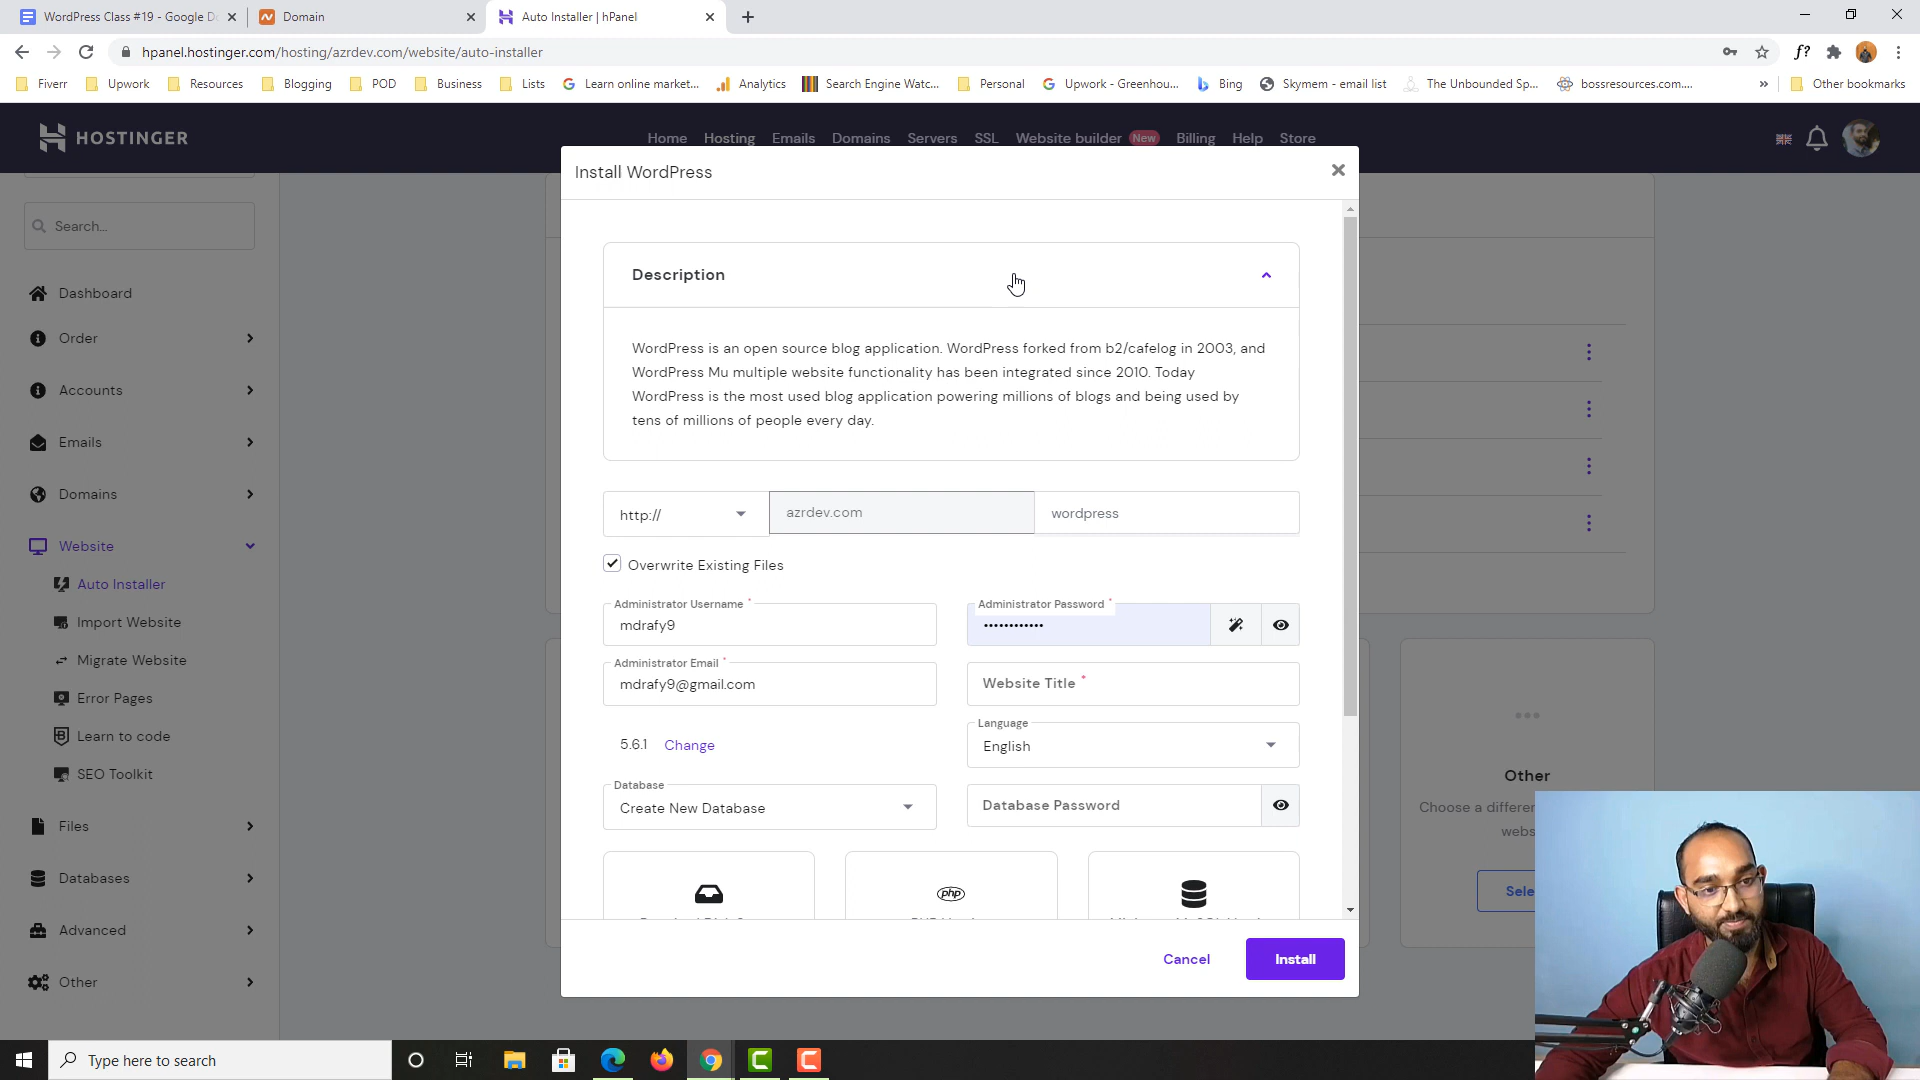 WordPress Class #19 - Google D
Domain
Auto Installer | hPanel
hpanel.hostinger.com/hosting/azrdev.com/website/auto-installer
f?
Fiverr
Upwork
Resources
Blogging
POD
Business
Lists
Learn online market...
Analytics
Search Engine Watc...
Personal
Upwork - Greenhou...
Bing
Skymem - email list
The Unbounded Sp...
bossresources.com....
»
Other bookmarks
HOSTINGER
Home
Hosting
Emails
Domains
Servers
SSL
Website builder
New
Billing
Help
Store
Search...
Dashboard
Order
Accounts
Emails
Domains
Website
Auto Installer
Import Website
Migrate Website
Error Pages
Learn to code
SEO Toolkit
Files
Databases
Advanced
Other
Install WordPress
Description
WordPress is an open source blog application. WordPress forked from b2/cafelog in 2003, and
WordPress Mu multiple website functionality has been integrated since 2010. Today
WordPress is the most used blog application powering millions of blogs and being used by
tens of millions of people every day.
http://
azrdev.com
wordpress
Overwrite Existing Files
Administrator Username *
mdrafy9
Administrator Password *
••••••••••••
Administrator Email *
mdrafy9@gmail.com
Website Title *
5.6.1 Change
Language
English
Database
Create New Database
Database Password
php
Cancel
Install
Other
Choose a differe
webs
Sele
Type here to search